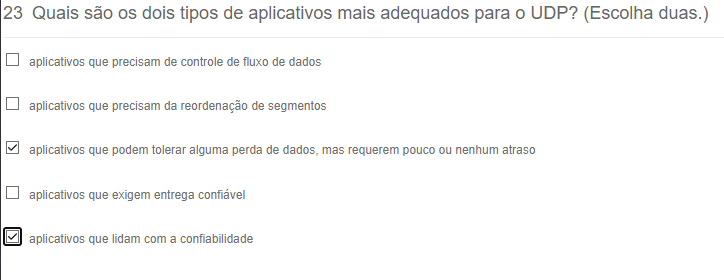 23 Quais são os dois tipos de aplicativos mais adequados para o UDP? (Escolha duas.)
aplicativos que precisam de controle de fluxo de dados
aplicativos que precisam da reordenação de segmentos
aplicativos que podem tolerar alguma perda de dados, mas requerem pouco ou nenhum atraso
aplicativos que exigem entrega confiável
aplicativos que lidam com a confiabilidade